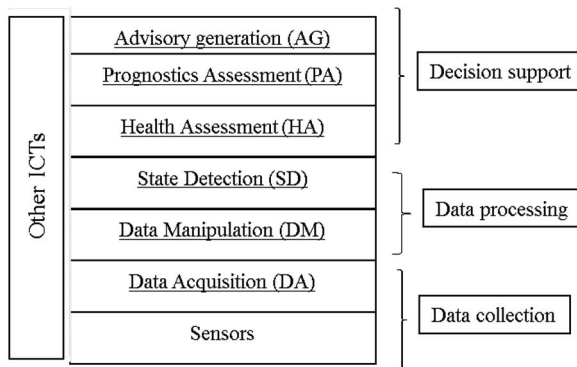 Other ICTs
Advisory generation (AG)
Prognostics Assessment (PA)
Health Assessment (HA)
State Detection (SD)
Data Manipulation (DM)
Data Acquisition (DA)
Sensors
Decision support
Data processing
Data collection